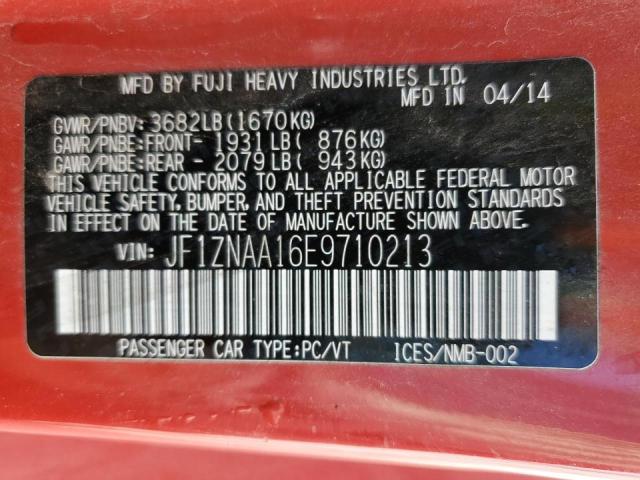 MFD BY FUJI HEAVY INDUSTRIES LTD.
MFD IN 04/14
GVWR/PNBV: 3682LB(1670KG)
GAWR/PNBE:FRONT- 1931LB( 876KG)
GAWR/PNBE:REAR - 2079LB( 943KG)
THIS VEHICLE CONFORMS TO ALL APPLICABLE FEDERAL MOTOR
VEHICLE SAFETY, BUMPER, AND THEFT PREVENTION STANDARDS
IN EFFECT ON THE DATE OF MANUFACTURE SHOWN ABOVE.
VIN: JF1ZNAA16E9710213
PASSENGER CAR TYPE:PC/VT ICES/NMB-002